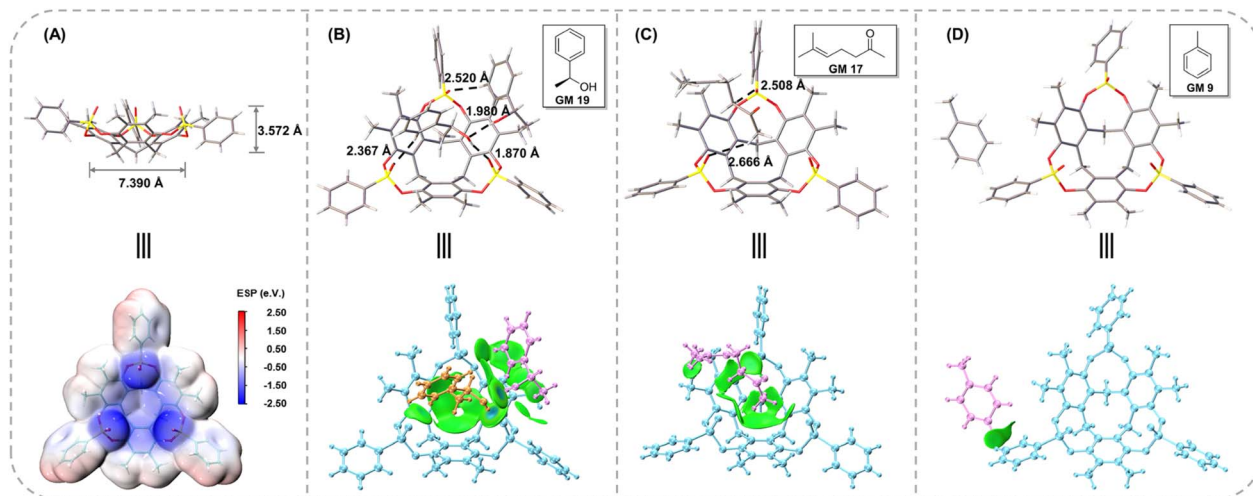 (A)
3.572 Å
7.390 Å
ESP (e.V.)
2.50
1.50
0.50
-0.50
-1.50
-2.50
(B)
2.520 Å
1.980 Å
2.367 Å
1.870 Å
OH
GM 19
(C)
2.508 Å
2.666 Å
O
GM 17
(D)
GM 9